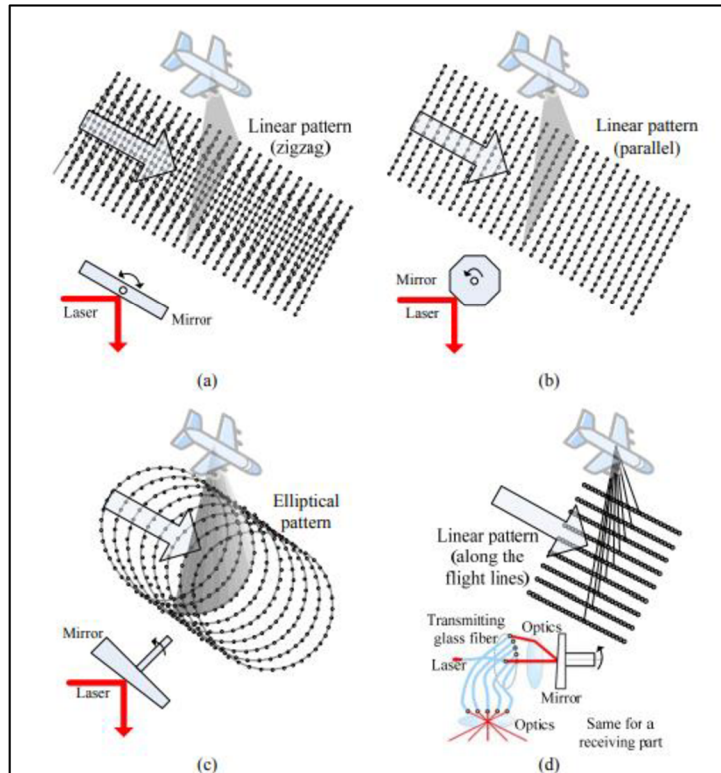 Linear pattern
(zigzag)
Laser
Mirror
(a)
Linear pattern
(parallel)
Mirror
Laser
(b)
Elliptical
pattern
Mirror
Laser
(c)
Linear pattern
(along the
flight lines)
Transmitting
glass fiber
Optics
Laser
Mirror
Optics
Same for a
receiving part
(d)